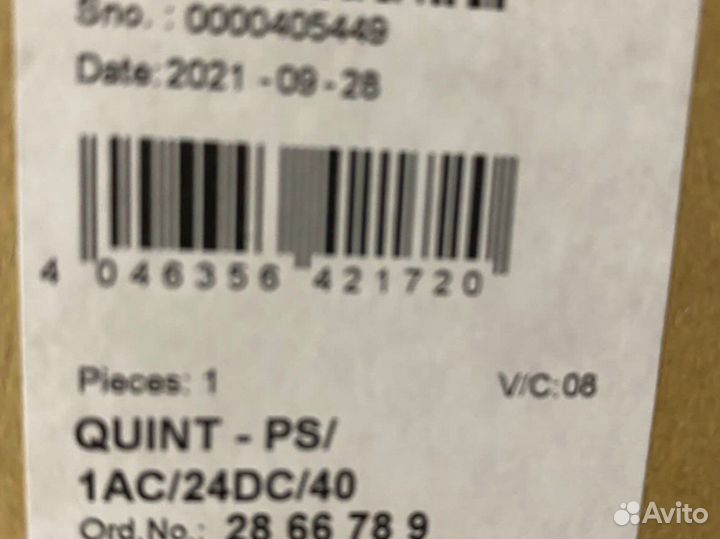 Sno. : 0000405449
Date: 2021 - 09 - 28
4 046356 421720
Pieces: 1
V/C: 08
QUINT - PS/
1AC/24DC/40
Ord.No.: 28 66 78 9
Avito